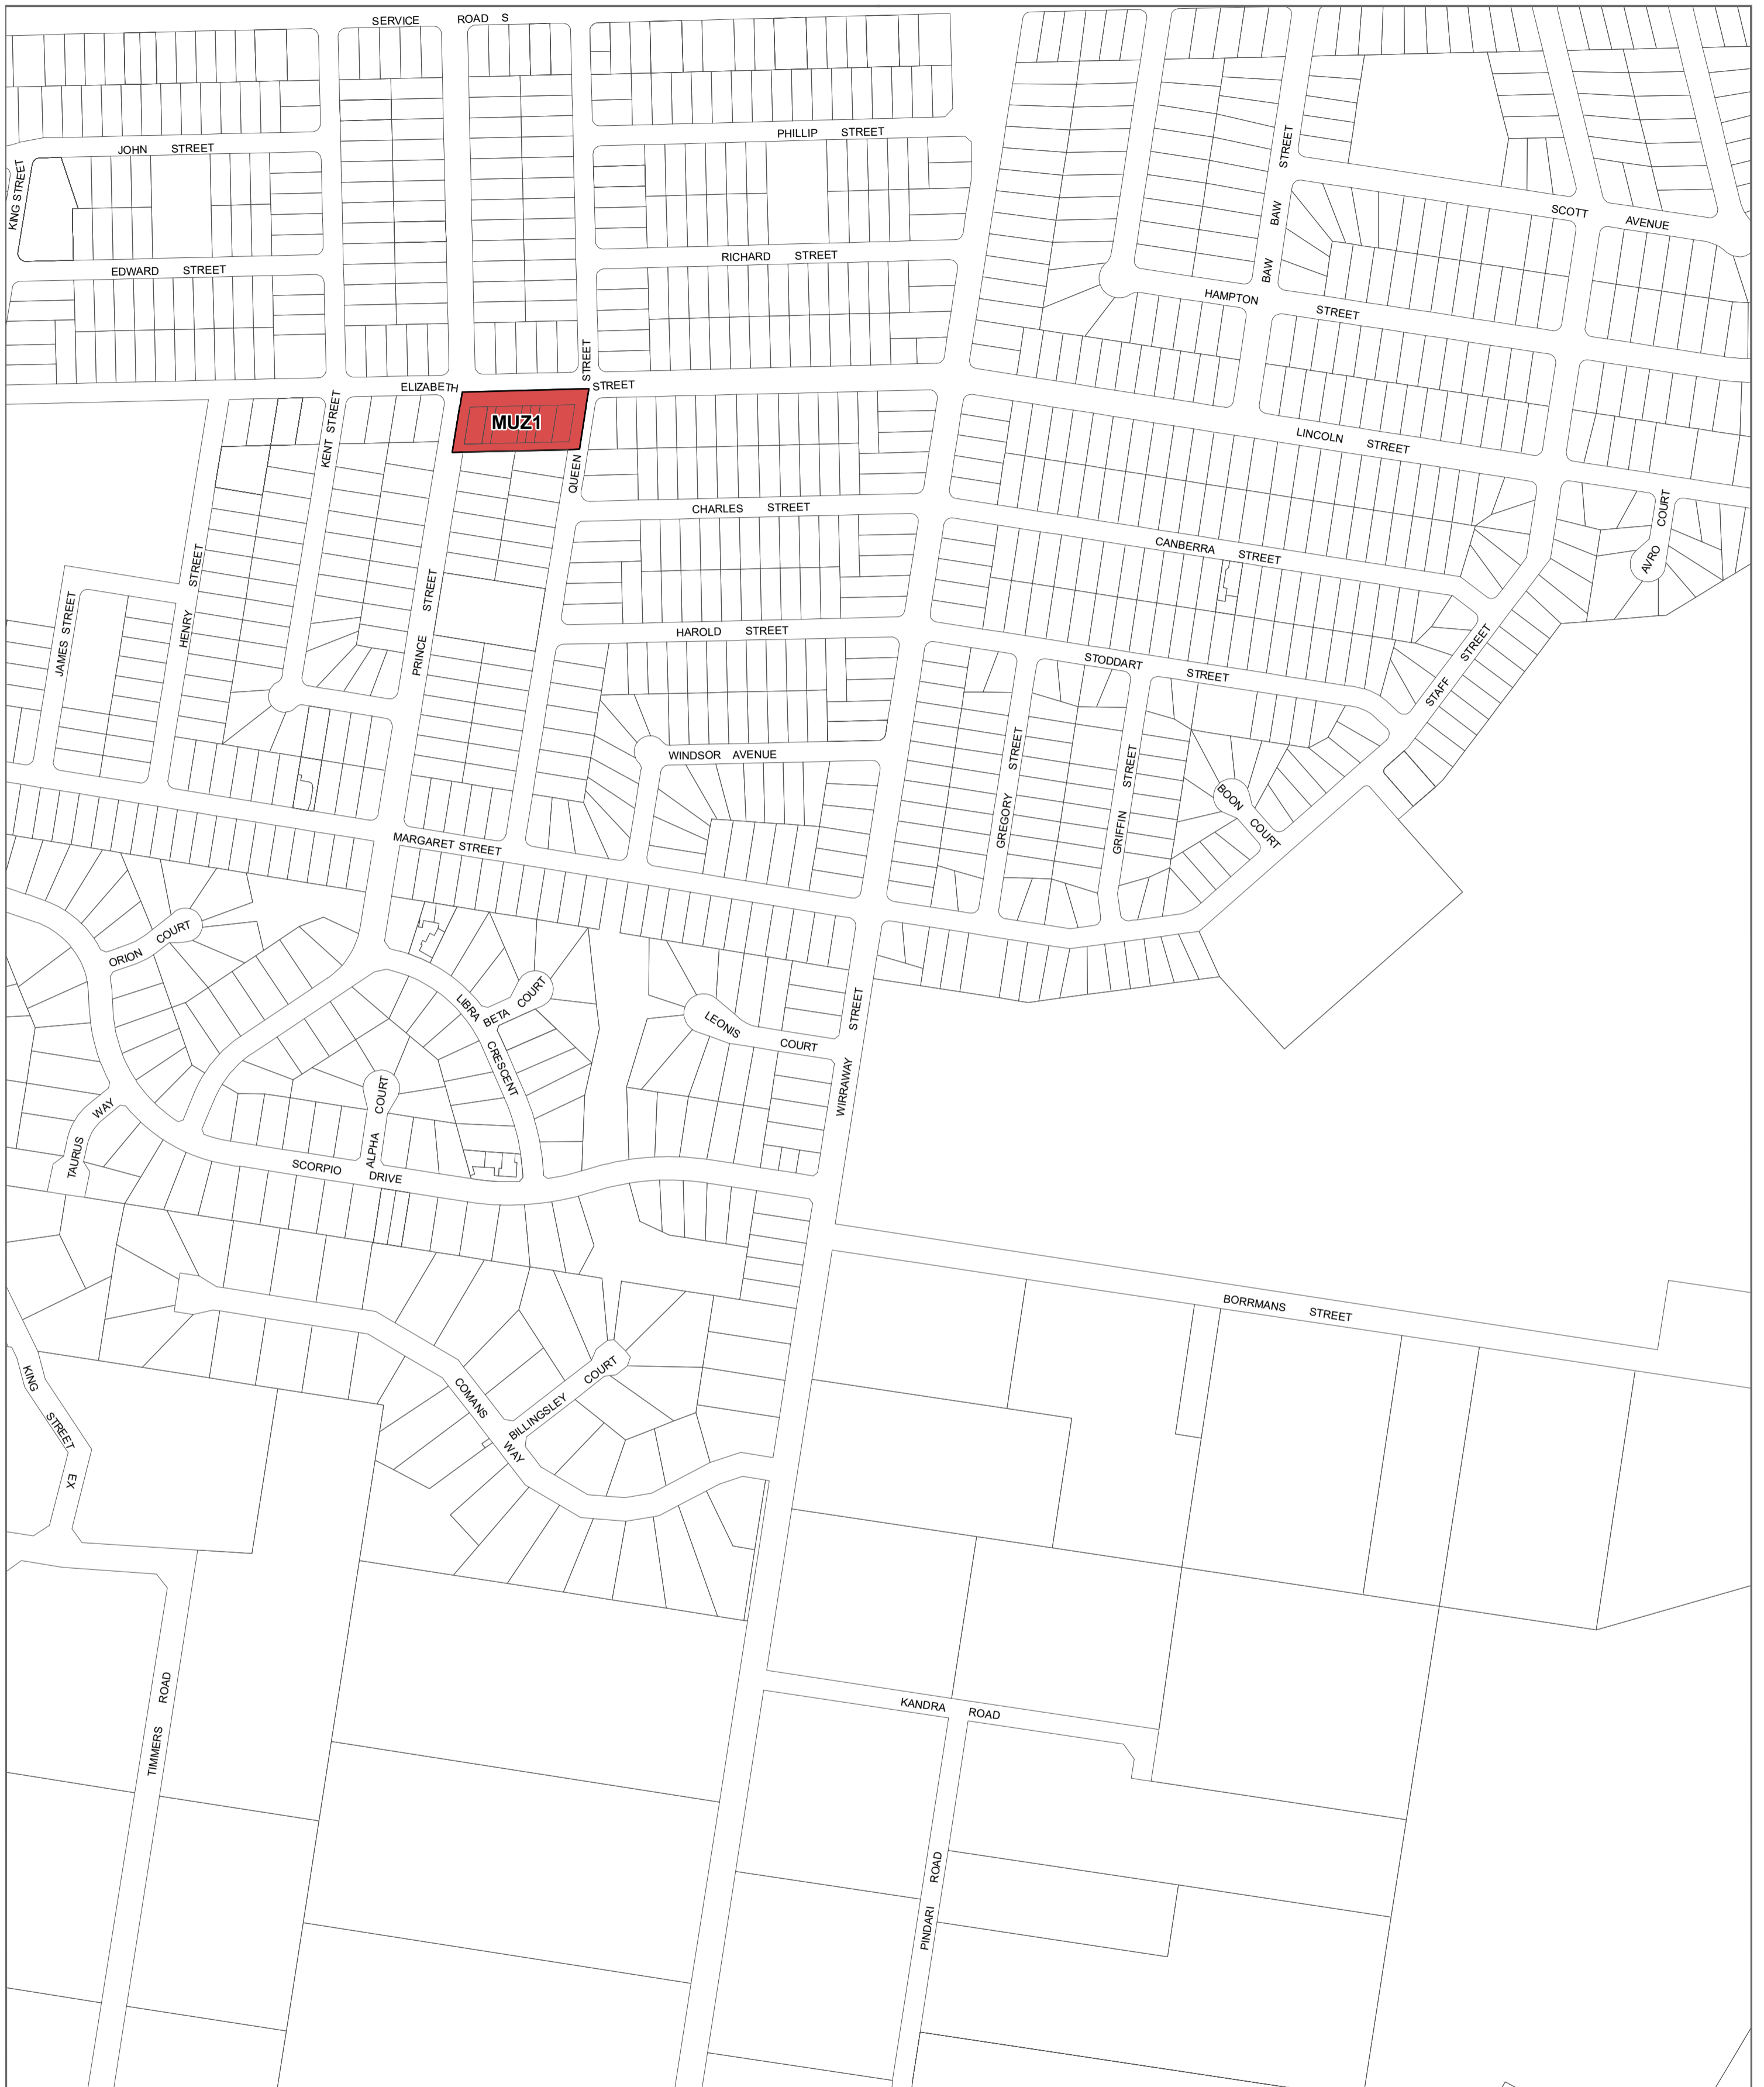 SERVICE ROAD S
PHILLIP STREET
JOHN STREET
KING STREET
BAW BAW STREET
SCOTT AVENUE
RICHARD STREET
EDWARD STREET
HAMPTON STREET
ELIZABETH STREET
MUZ1
QUEEN STREET
KENT STREET
LINCOLN STREET
CHARLES STREET
CANBERRA STREET
AVRO COURT
HENRY STREET
PRINCE STREET
JAMES STREET
HAROLD STREET
STODDART STREET
STAFF STREET
WINDSOR AVENUE
GREGORY STREET
GRIFFIN STREET
BOON COURT
MARGARET STREET
ORION COURT
LIBRA CRESCENT
BETA COURT
LEONIS COURT
WIRRAWAY STREET
ALPHA COURT
TAURUS WAY
SCORPIO DRIVE
BORRMANS STREET
KING STREET EX
COMANS WAY
BILLINGSLEY COURT
TIMMERS ROAD
KANDRA ROAD
PINDARI ROAD